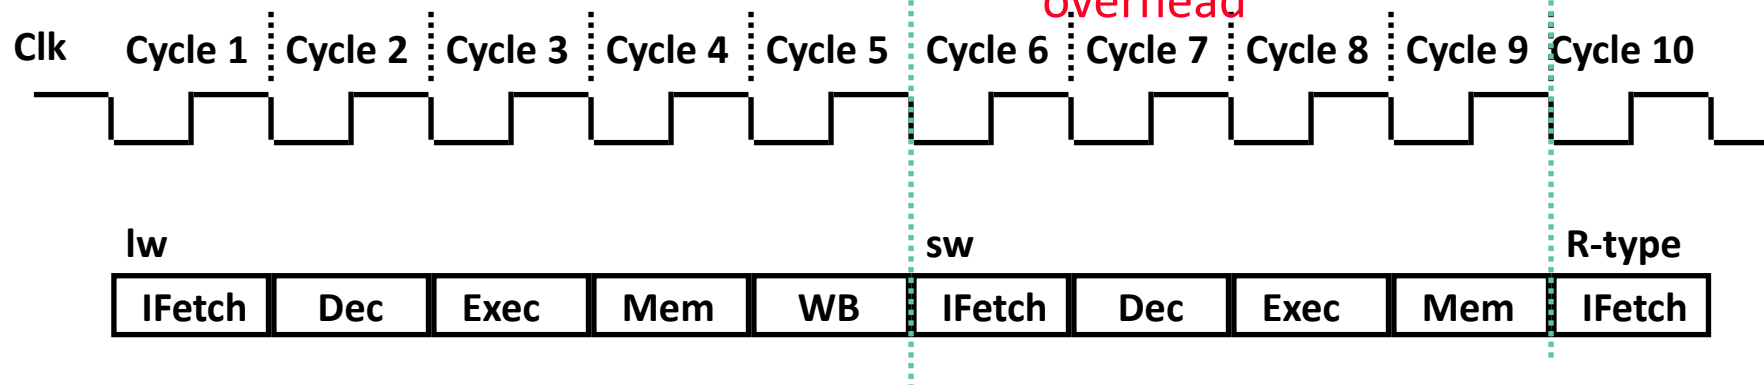 overhead
Clk Cycle 1 Cycle 2 Cycle 3 Cycle 4 Cycle 5 Cycle 6 Cycle 7 Cycle 8 Cycle 9 Cycle 10
lw sw R-type
IFetch Dec Exec Mem WB IFetch Dec Exec Mem IFetch